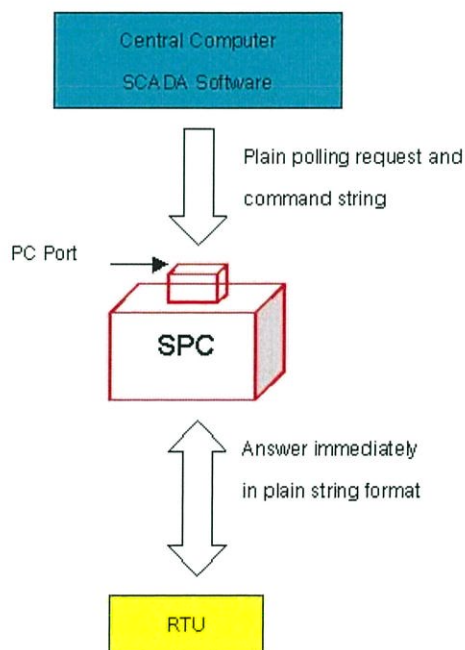 Central Computer
SCADA Software
Plain polling request and
command string
PC Port
SPC
Answer immediately
in plain string format
RTU